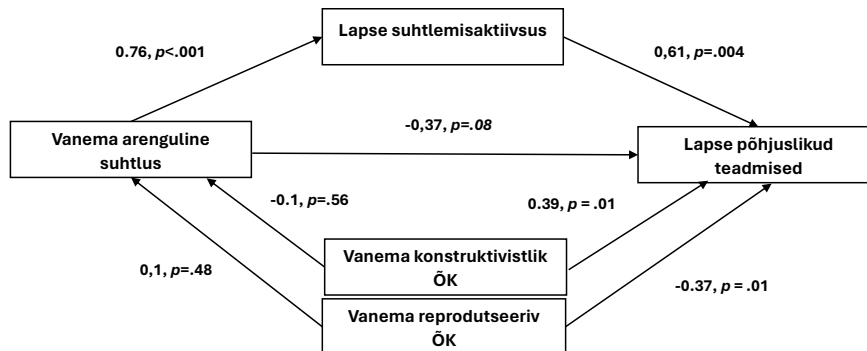 Lapse suhtlemisaktiivsus
0.76, p<.001
0,61, p=.004
Vanema arenguline
suhtlus
-0,37, p=.08
Lapse põhjuslikud
teadmised
-0.1, p=.56
0.39, p = .01
0,1, p=.48
Vanema konstruktivistlik
ÕK
-0.37, p = .01
Vanema reprodutseeriv
ÕK